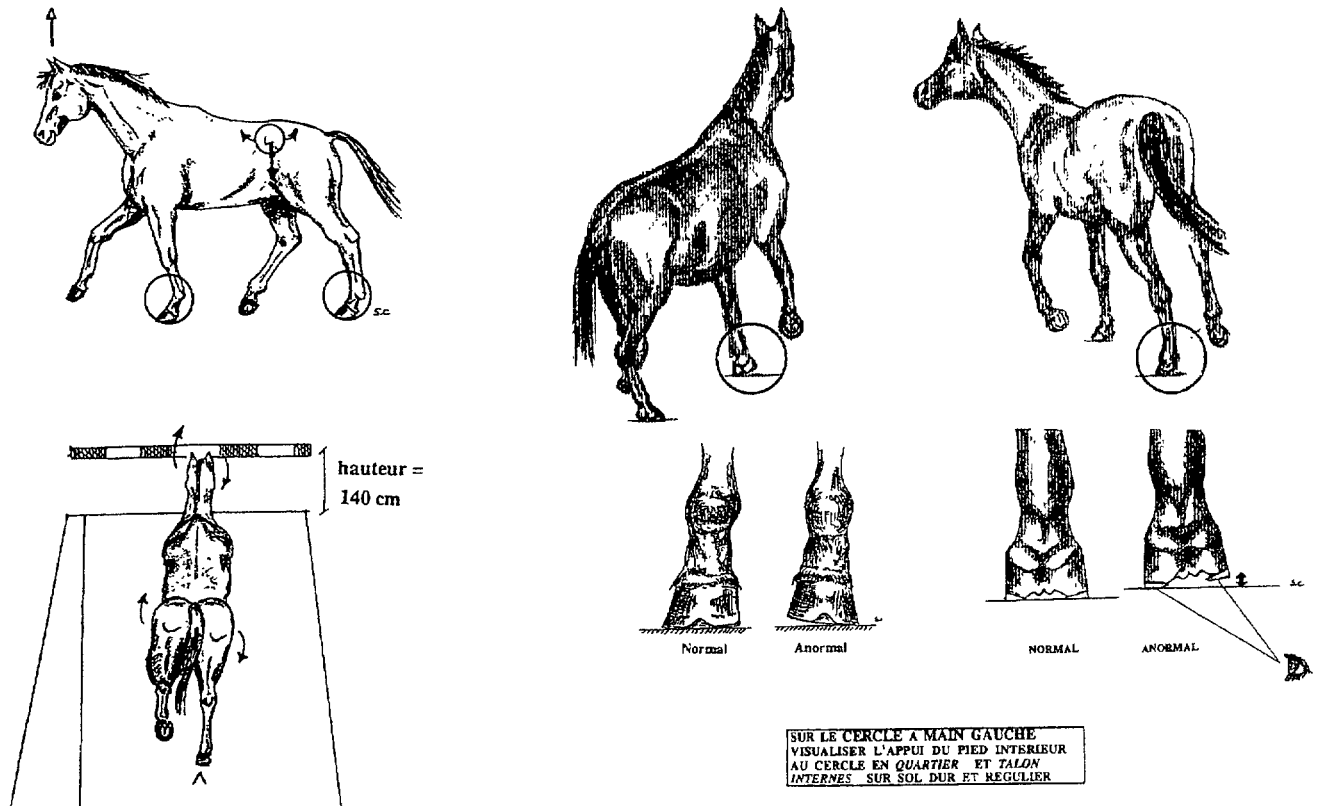 S.C
hauteur =
140 cm
Normal
Anormal
S.C
NORMAL
ANORMAL
SUR LE CERCLE A MAIN GAUCHE
VISUALISER L'APPUI DU PIED INTERIEUR
AU CERCLE EN QUARTIER ET TALON
INTERNES SUR SOL DUR ET REGULIER